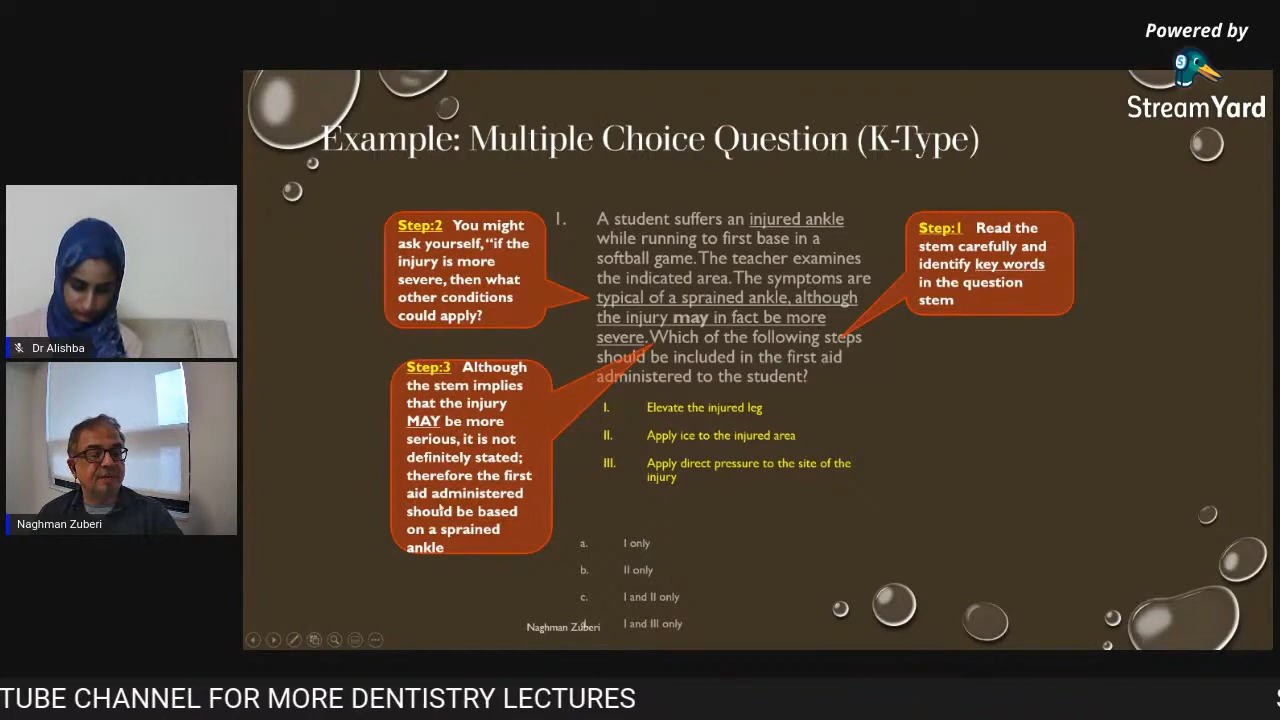 Powered by
StreamYard
Example: Multiple Choice Question (K-Type)
Step:2 You might
ask yourself, “if the
injury is more
severe, then what
other conditions
could apply?
1. A student suffers an injured ankle
while running to first base in a
softball game. The teacher examines
the indicated area. The symptoms are
typical of a sprained ankle, although
the injury may in fact be more
severe. Which of the following steps
should be included in the first aid
administered to the student?
Step:1 Read the
stem carefully and
identify key words
in the question
stem
Step:3 Although
the stem implies
that the injury
MAY be more
serious, it is not
definitely stated;
therefore the first
aid administered
should be based
on a sprained
ankle
I. Elevate the injured leg
II. Apply ice to the injured area
III. Apply direct pressure to the site of the
injury
a. I only
b. II only
c. I and II only
d. I and III only
Naghman Zuberi
Dr Alishba
Naghman Zuberi
TUBE CHANNEL FOR MORE DENTISTRY LECTURES